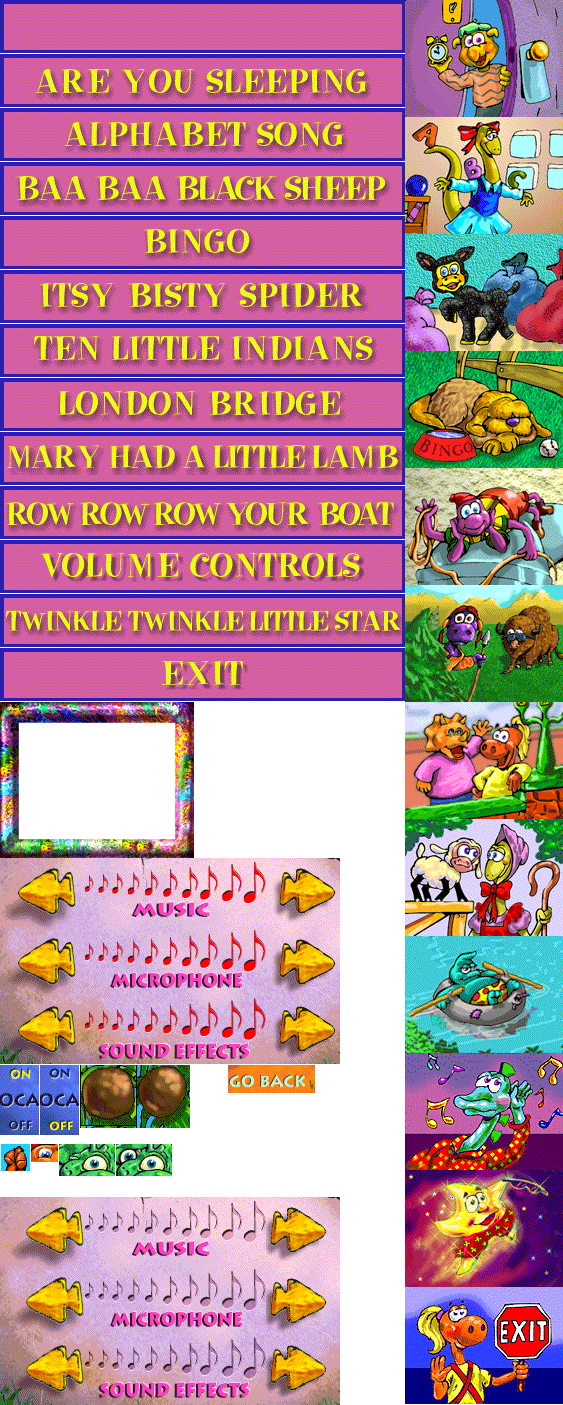 ARE YOU SLEEPING
ALPHABET SONG
BAA BAA BLACK SHEEP
BINGO
ITSY BISTY SPIDER
TEN LITTLE INDIANS
LONDON BRIDGE
MARY HAD A LITTLE LAMB
ROW ROW ROW YOUR BOAT
VOLUME CONTROLS
TWINKLE TWINKLE LITTLE STAR
EXIT
?
A
B
C
BINGO
EXIT
MUSIC
MICROPHONE
SOUND EFFECTS
ON ON
OCA OCA
OFF OFF
GO BACK
MUSIC
MICROPHONE
SOUND EFFECTS